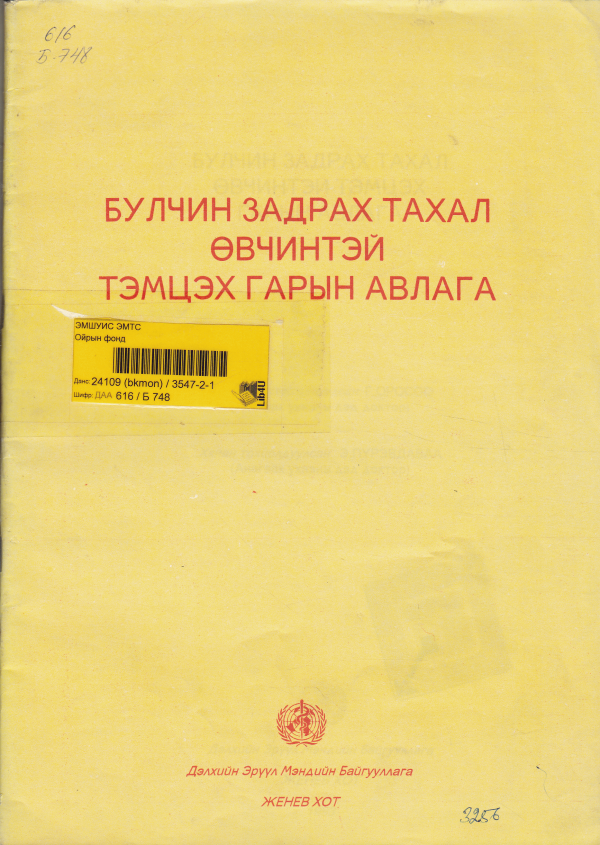 616
Б-748
БУЛЧИН ЗАДРАХ ТАХАЛ
ӨВЧИНТЭЙ
ТЭМЦЭХ ГАРЫН АВЛАГА
ЭМШУИС ЭМТС
Ойрын фонд
Данс: 24109 (bkmon) / 3547-2-1
Шифр: ДАА 616 / Б 748
Lib4U
Дэлхийн Эрүүл Мэндийн Байгууллага
ЖЕНЕВ ХОТ.
3256